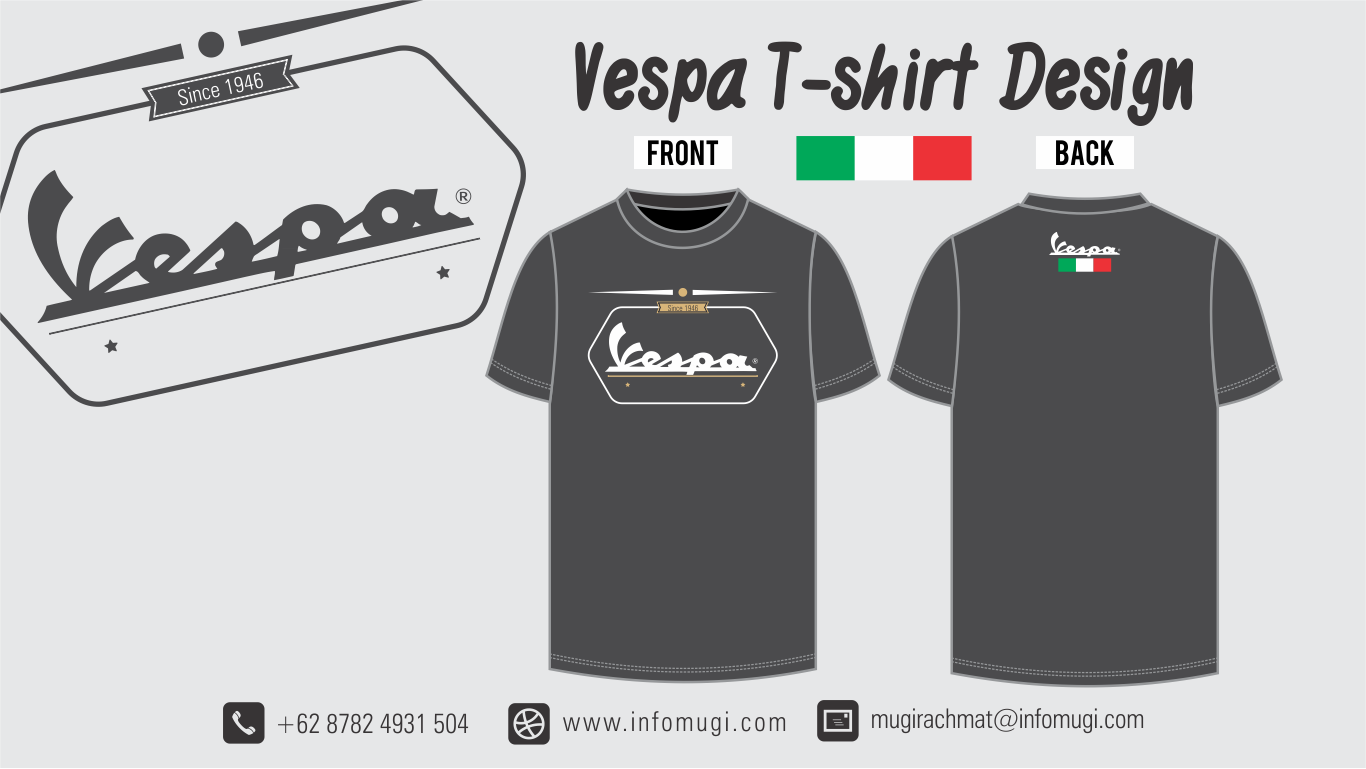 Since 1946
Vespa®
Vespa T-shirt Design
FRONT
BACK
Since 1946
Vespa®
Vespa
+62 8782 4931 504
www.infomugi.com
mugirachmat@infomugi.com